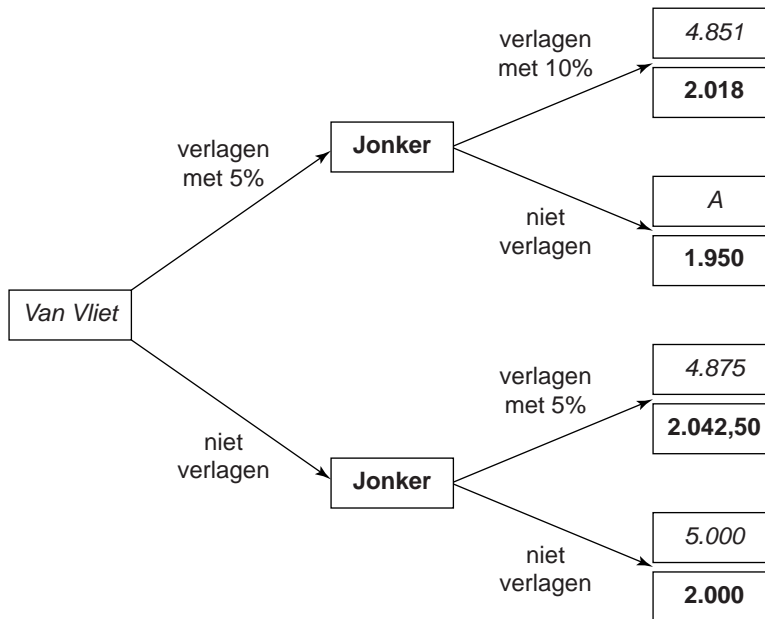 verlagen
met 10%
4.851
2.018
verlagen
met 5%
Jonker
niet
verlagen
A
1.950
Van Vliet
niet
verlagen
Jonker
verlagen
met 5%
4.875
2.042,50
niet
verlagen
5.000
2.000